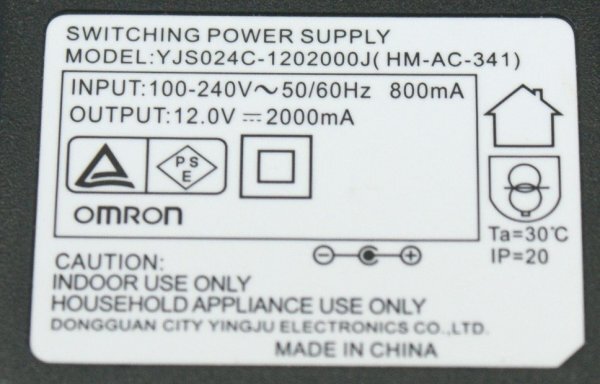 SWITCHING POWER SUPPLY
MODEL:YJS024C-1202000J(HM-AC-341)
INPUT:100-240V～50/60Hz 800mA
OUTPUT:12.0V ⎓ 2000mA
PS
E
OMRON
Ta=30℃
IP=20
CAUTION:
INDOOR USE ONLY
HOUSEHOLD APPLIANCE USE ONLY
DONGGUAN CITY YINGJU ELECTRONICS CO.,LTD.
MADE IN CHINA